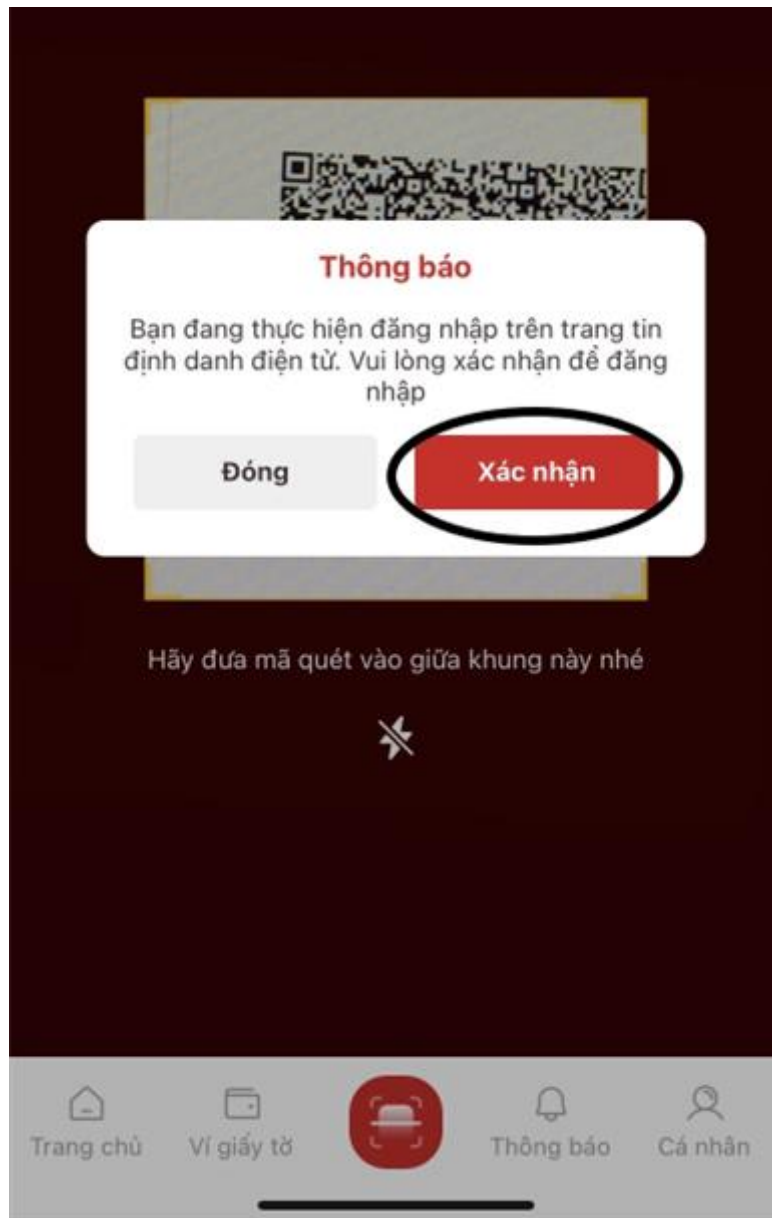 Thông báo
Bạn đang thực hiện đăng nhập trên trang tin
định danh điện tử. Vui lòng xác nhận để đăng
nhập
Đóng
Xác nhận
Hãy đưa mã quét vào giữa khung này nhé
Trang chủ
Ví giấy tờ
Thông báo
Cá nhân